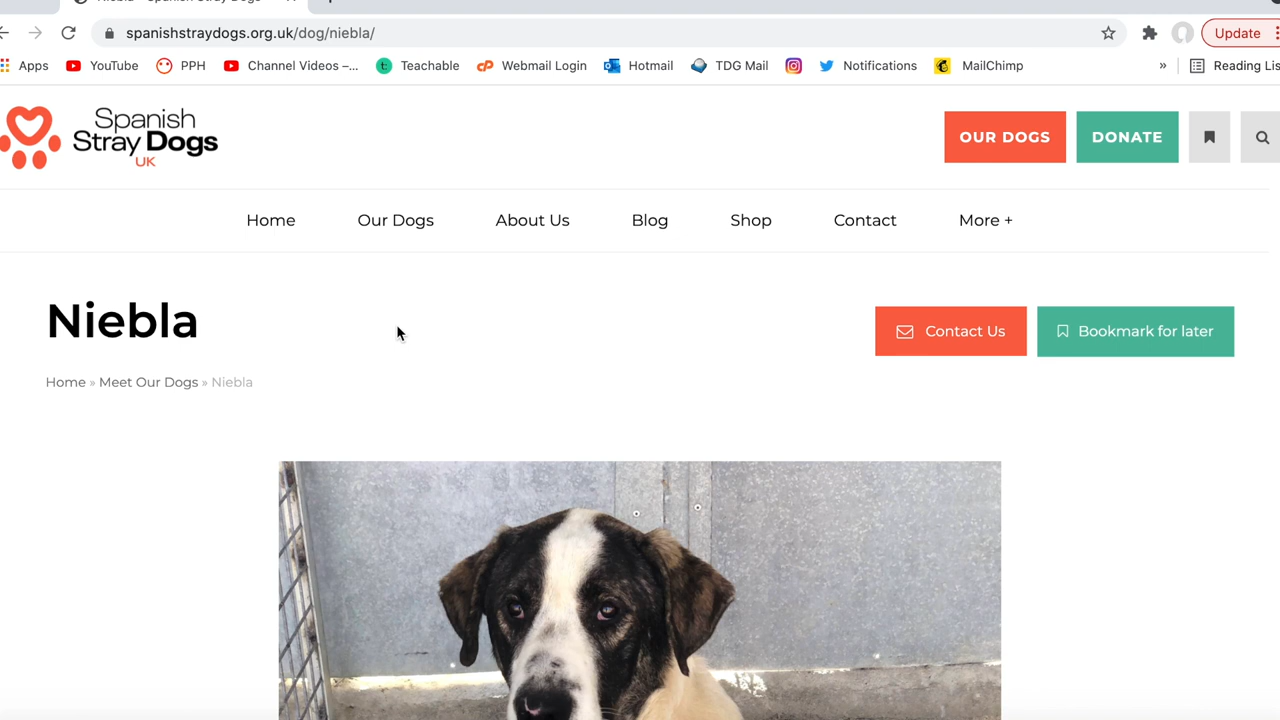 spanishstraydogs.org.uk/dog/niebla/
Update
Apps YouTube PPH Channel Videos –... Teachable Webmail Login Hotmail TDG Mail Notifications MailChimp » Reading Lis
Spanish
Stray Dogs
UK
OUR DOGS DONATE
Home Our Dogs About Us Blog Shop Contact More +
Niebla
Contact Us Bookmark for later
Home » Meet Our Dogs » Niebla